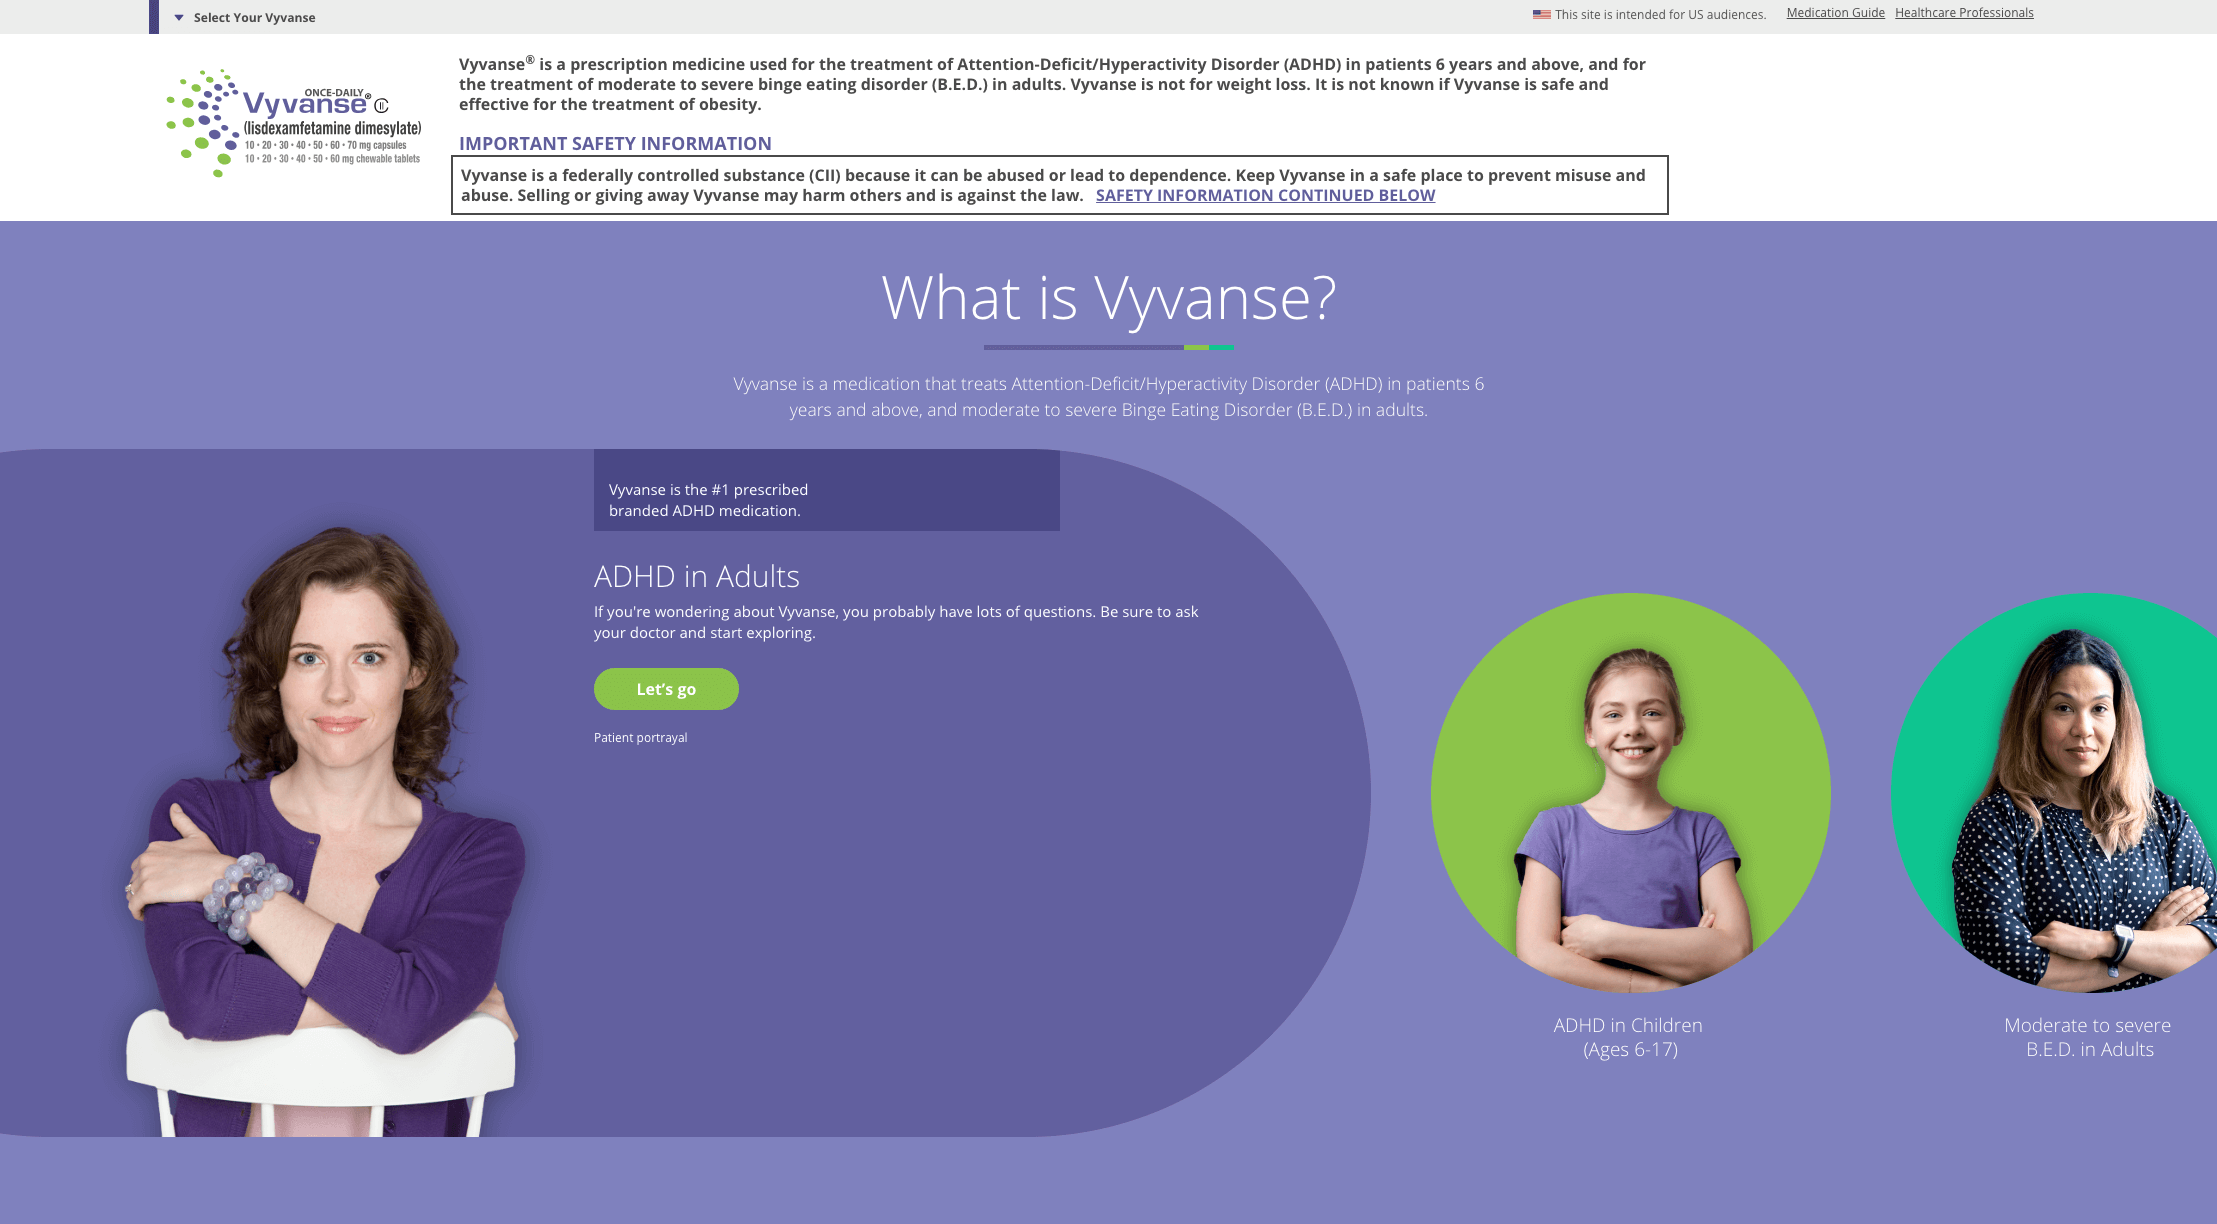 Select Your Vyvanse
This site is intended for US audiences.
Medication Guide
Healthcare Professionals
ONCE-DAILY
Vyvanse® CII
(lisdexamfetamine dimesylate)
10 • 20 • 30 • 40 • 50 • 60 • 70 mg capsules
10 • 20 • 30 • 40 • 50 • 60 mg chewable tablets
Vyvanse® is a prescription medicine used for the treatment of Attention-Deficit/Hyperactivity Disorder (ADHD) in patients 6 years and above, and for
the treatment of moderate to severe binge eating disorder (B.E.D.) in adults. Vyvanse is not for weight loss. It is not known if Vyvanse is safe and
effective for the treatment of obesity.
IMPORTANT SAFETY INFORMATION
Vyvanse is a federally controlled substance (CII) because it can be abused or lead to dependence. Keep Vyvanse in a safe place to prevent misuse and
abuse. Selling or giving away Vyvanse may harm others and is against the law. SAFETY INFORMATION CONTINUED BELOW
What is Vyvanse?
Vyvanse is a medication that treats Attention-Deficit/Hyperactivity Disorder (ADHD) in patients 6
years and above, and moderate to severe Binge Eating Disorder (B.E.D.) in adults.
Vyvanse is the #1 prescribed
branded ADHD medication.
ADHD in Adults
If you're wondering about Vyvanse, you probably have lots of questions. Be sure to ask
your doctor and start exploring.
Let’s go
Patient portrayal
ADHD in Children
(Ages 6-17)
Moderate to severe
B.E.D. in Adults